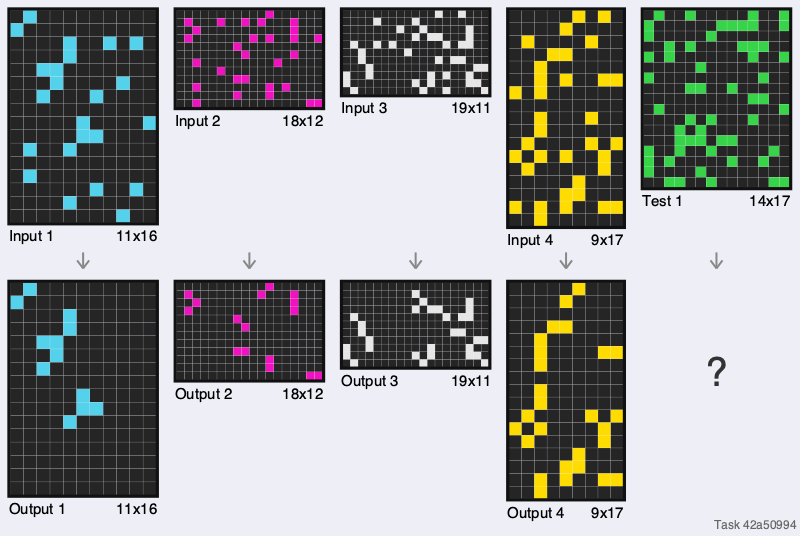 Input 1 11x16
Input 2 18x12
Input 3 19x11
Input 4 9x17
Test 1 14x17
Output 1 11x16
Output 2 18x12
Output 3 19x11
Output 4 9x17
?
Task 42a50994